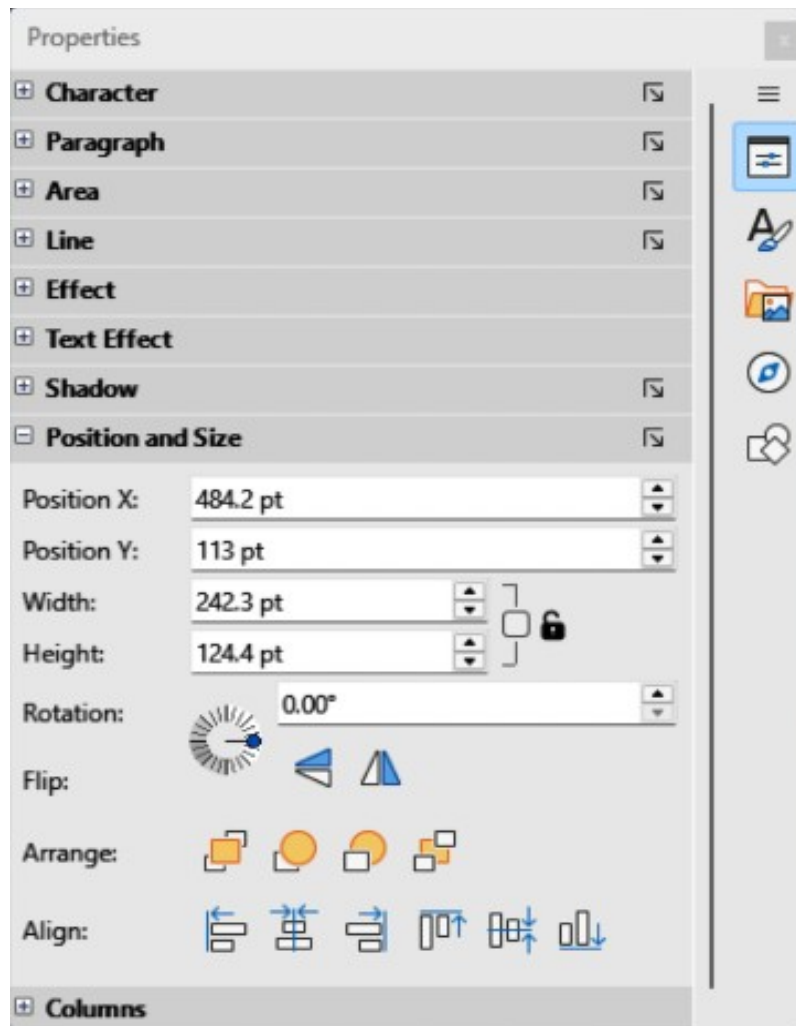 Properties
Character
Paragraph
Area
Line
Effect
Text Effect
Shadow
Position and Size
Position X: 484.2 pt
Position Y: 113 pt
Width: 242.3 pt
Height: 124.4 pt
Rotation: 0.00°
Flip:
Arrange:
Align:
Columns